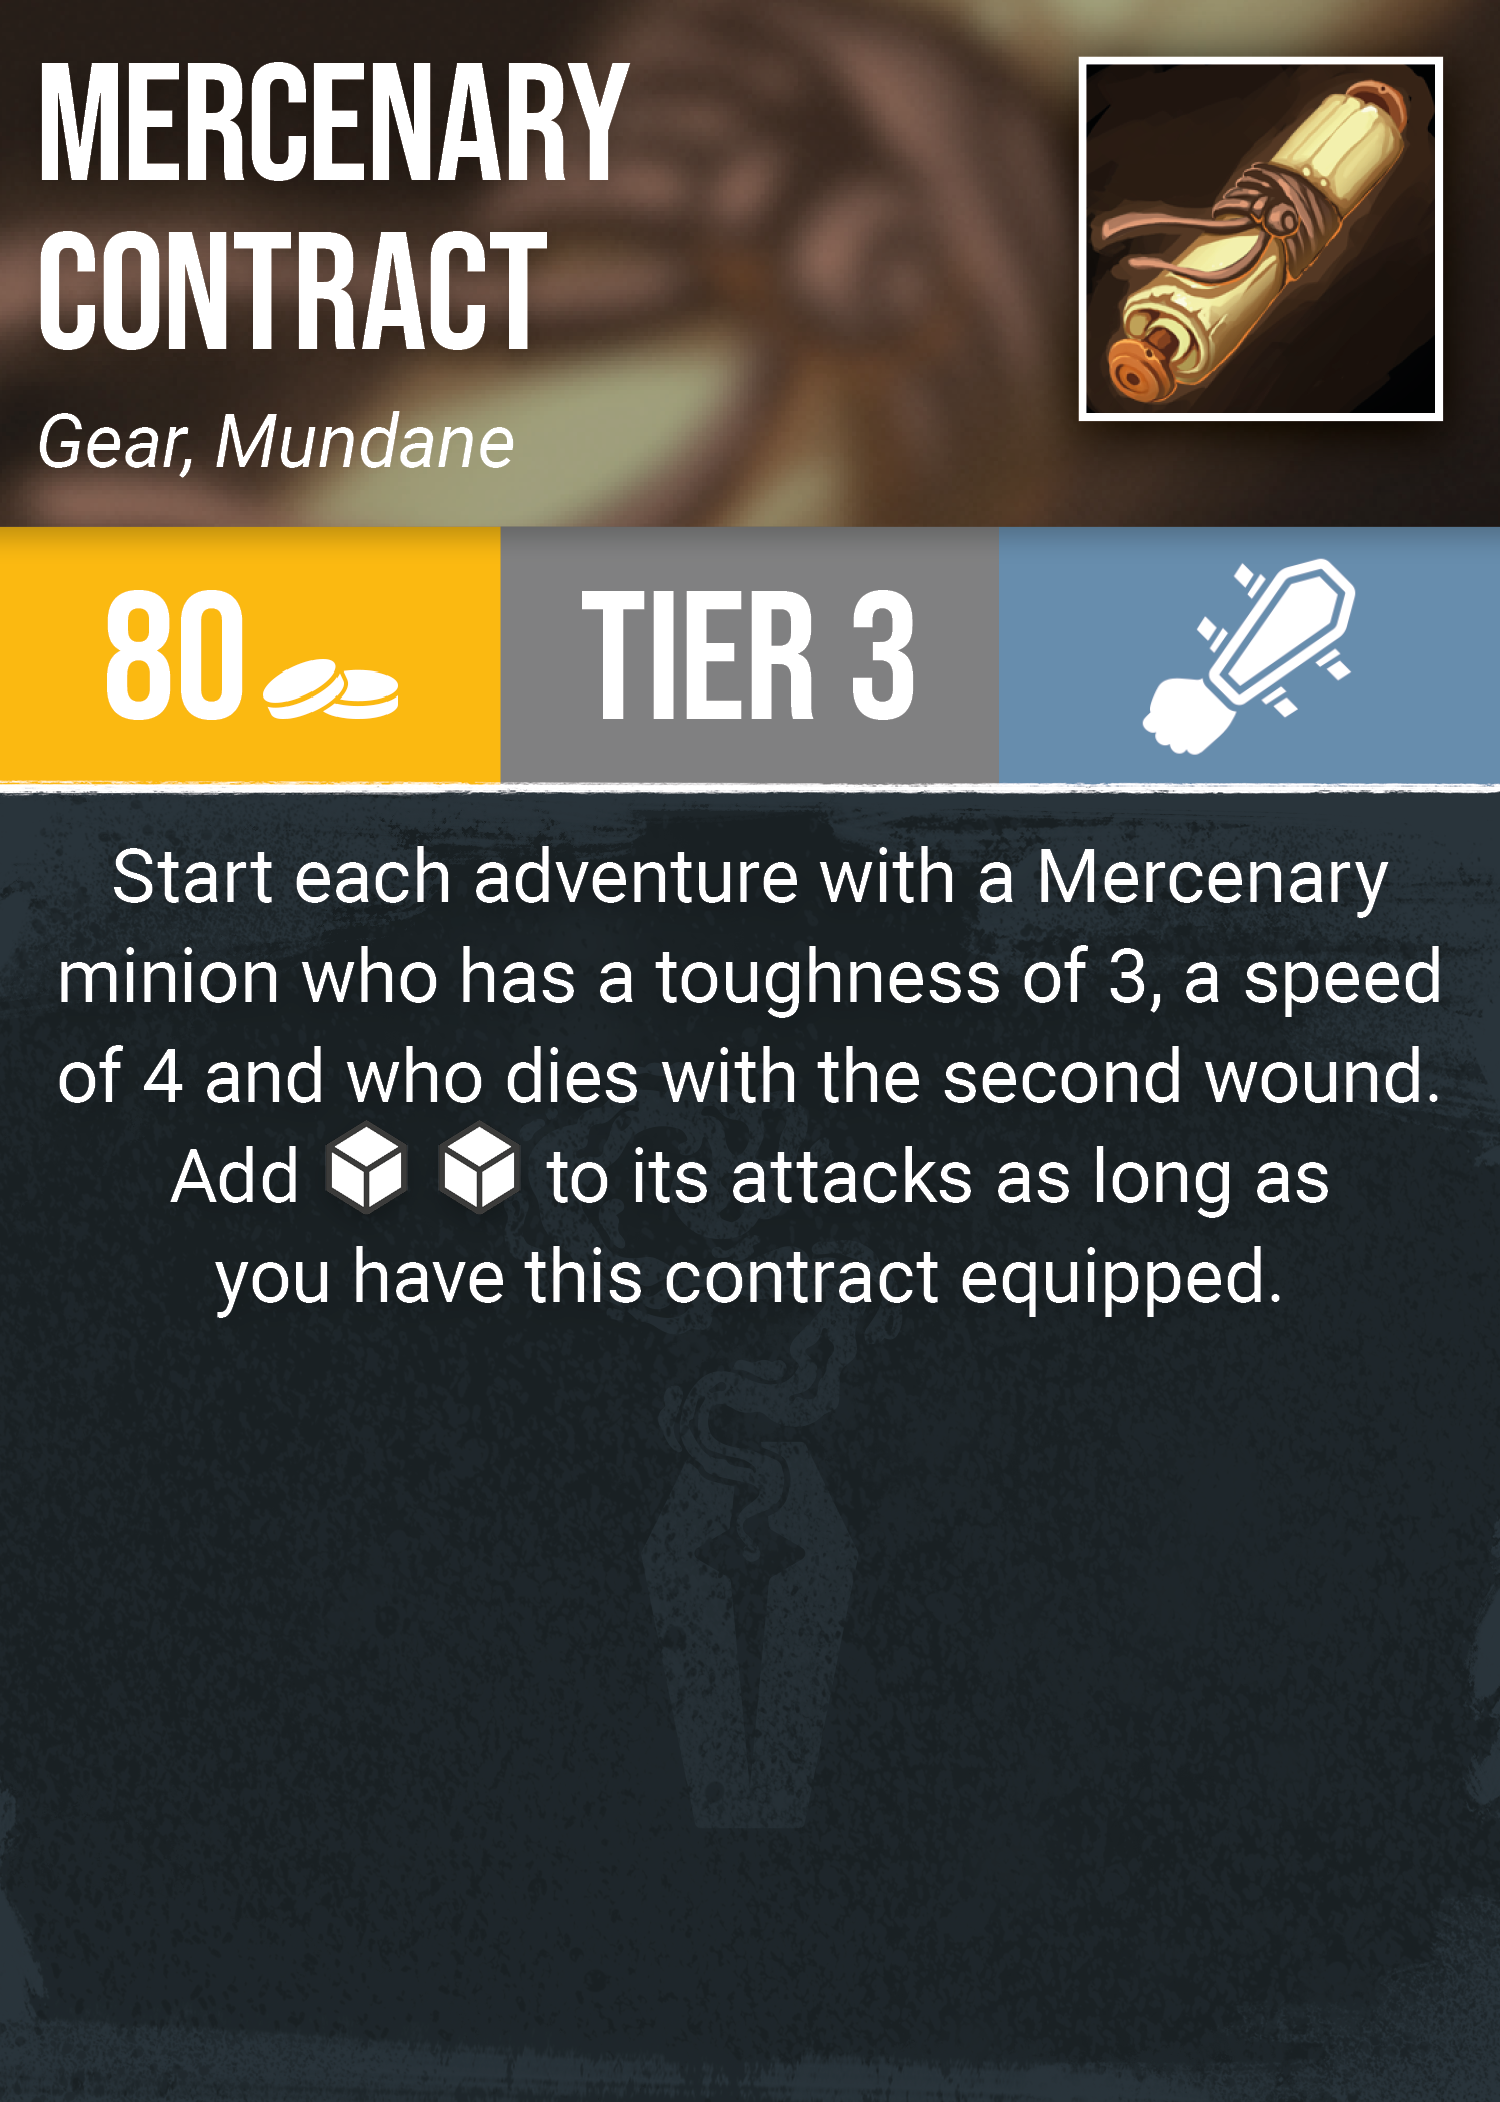 MERCENARY
CONTRACT
Gear, Mundane
80
TIER 3
Start each adventure with a Mercenary
minion who has a toughness of 3, a speed
of 4 and who dies with the second wound.
Add to its attacks as long as
you have this contract equipped.